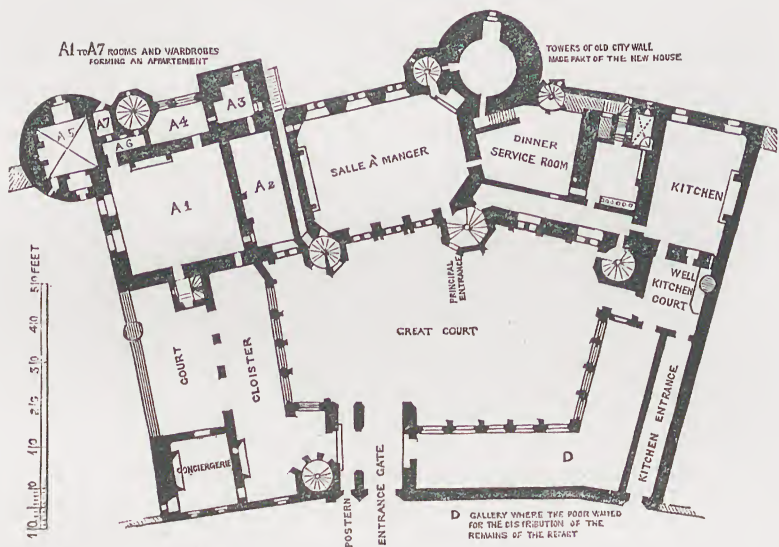 A1 TO A7 ROOMS AND WARDROBES
FORMING AN APPARTEMENT
TOWERS OF OLD CITY WALL
MADE PART OF THE NEW HOUSE
A7
A5
A6
A4
A3
A1
A2
SALLE À MANGER
DINNER
SERVICE ROOM
KITCHEN
PRINCIPAL
ENTRANCE
WELL
KITCHEN
COURT
GREAT COURT
COURT
CLOISTER
CONCIERGERIE
KITCHEN ENTRANCE
D
POSTERN
ENTRANCE GATE
D GALLERY WHERE THE POOR WAITED
FOR THE DISTRIBUTION OF THE
REMAINS OF THE REPAST
10 0 10 20 30 40 50 FEET